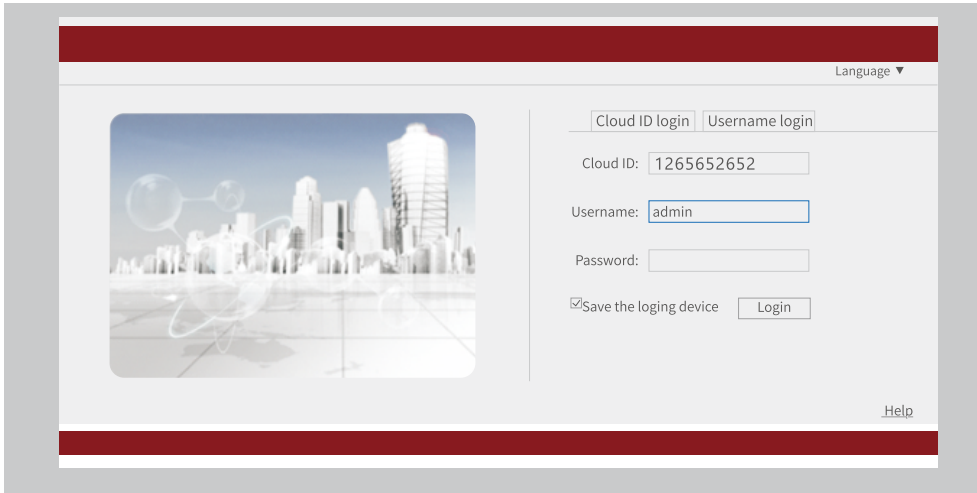 Language ▼
Cloud ID login Username login
Cloud ID: 1265652652
Username: admin
Password:
Save the loging device Login
Help